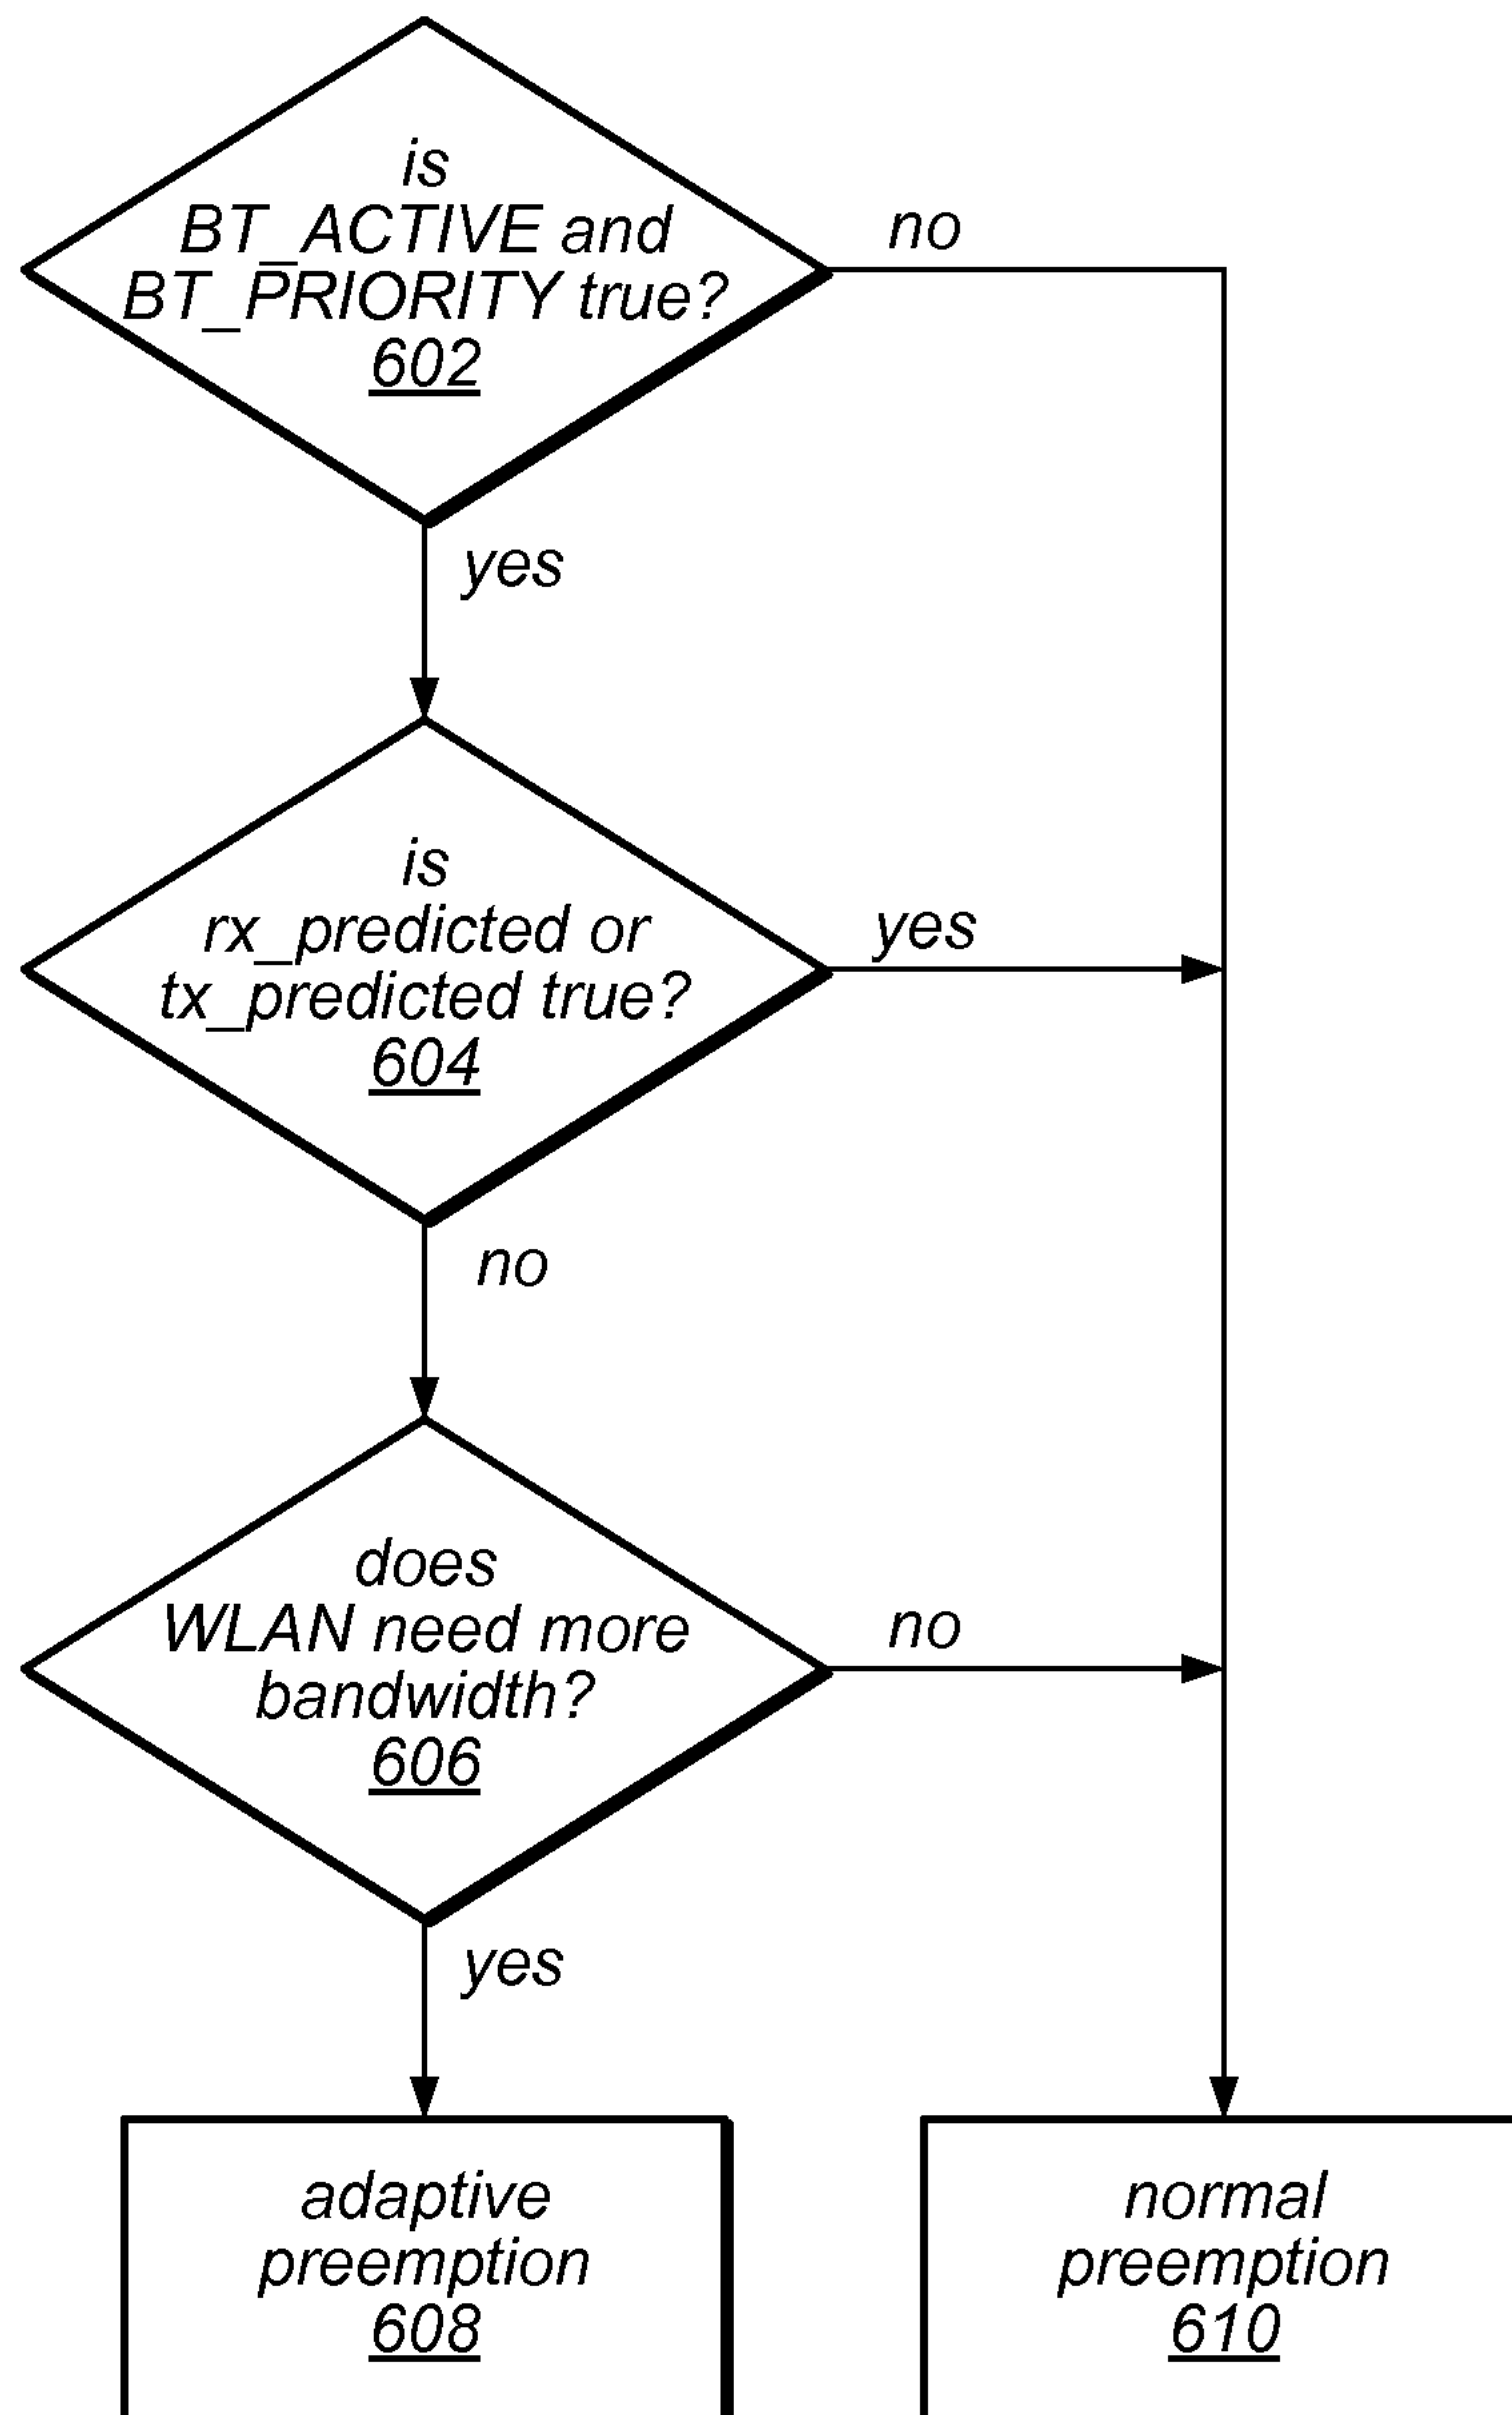 is
BT_ACTIVE and
BT_PRIORITY true?
602
no
yes
is
rx_predicted or
tx_predicted true?
604
yes
no
does
WLAN need more
bandwidth?
606
no
yes
adaptive
preemption
608
normal
preemption
610